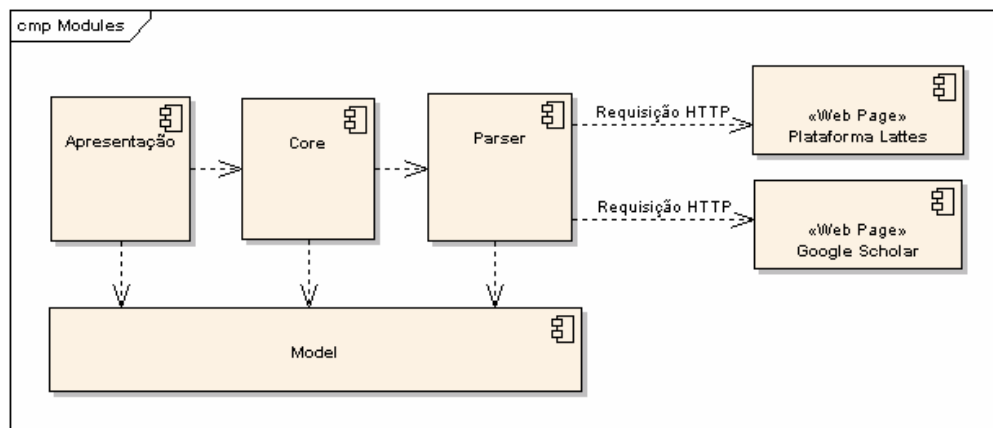 cmp Modules
Apresentação
Core
Parser
Requisição HTTP
«Web Page»
Plataforma Lattes
Requisição HTTP
«Web Page»
Google Scholar
Model